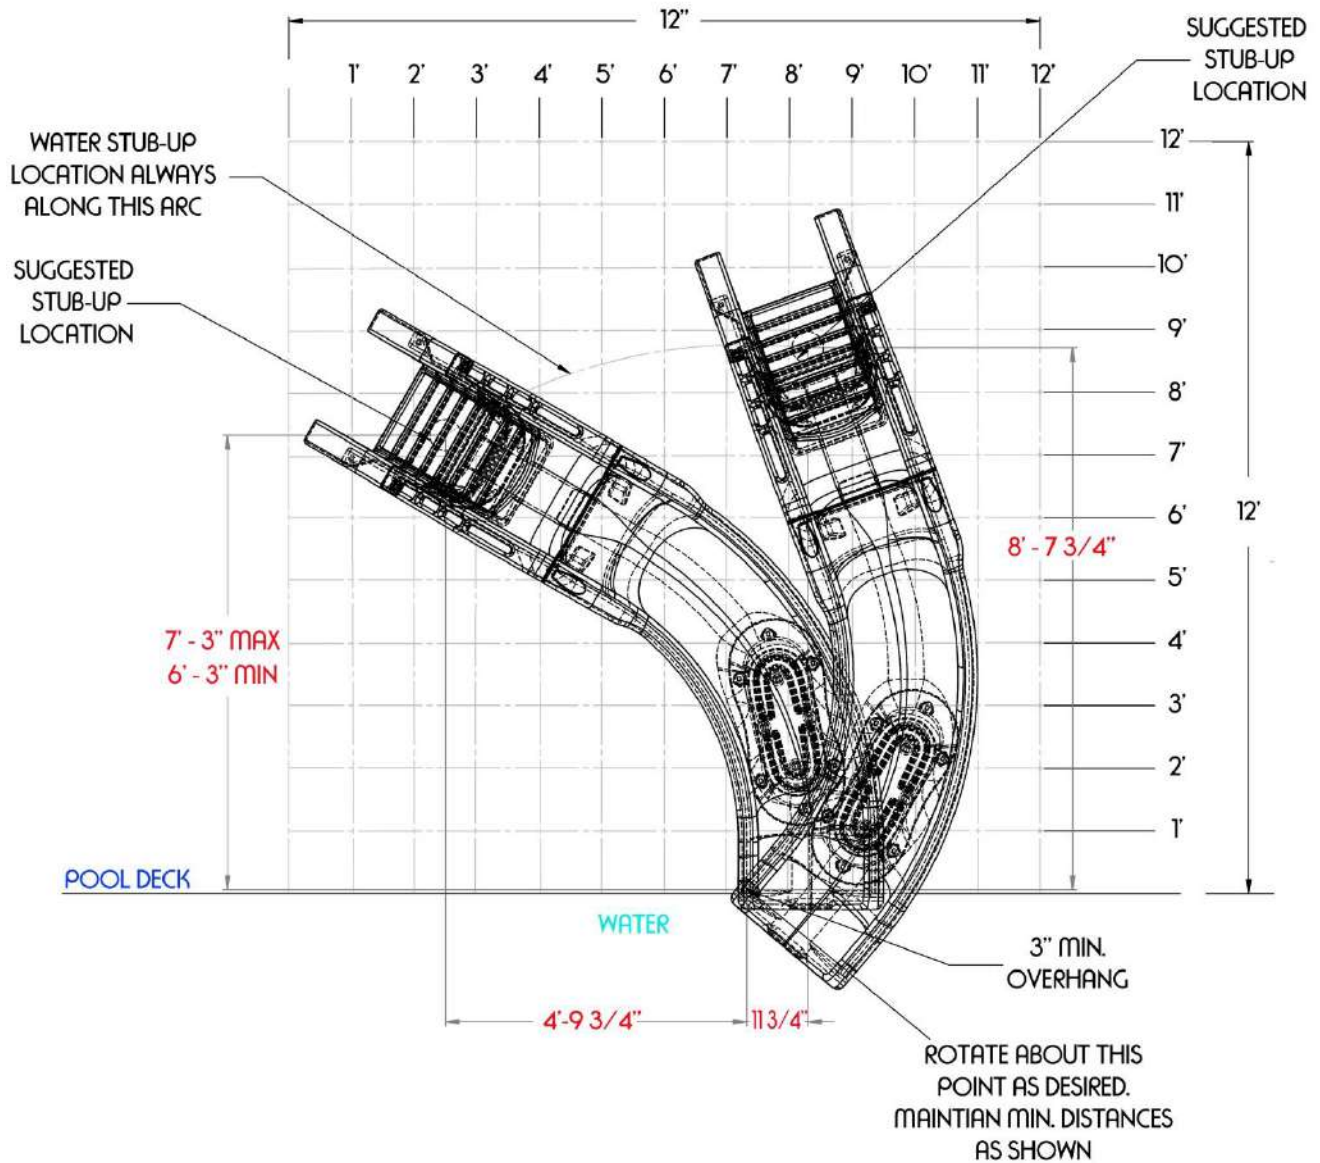 12”
1' 2' 3' 4' 5' 6' 7' 8' 9' 10' 11' 12'
SUGGESTED
STUB-UP
LOCATION
WATER STUB-UP
LOCATION ALWAYS
ALONG THIS ARC
SUGGESTED
STUB-UP
LOCATION
12'
11'
10'
9'
8'
7'
6'
5'
4'
3'
2'
1'
12'
8' - 7 3/4”
7' - 3” MAX
6' - 3” MIN
POOL DECK
WATER
3” MIN.
OVERHANG
4'-9 3/4”
11 3/4”
ROTATE ABOUT THIS
POINT AS DESIRED.
MAINTIAN MIN. DISTANCES
AS SHOWN